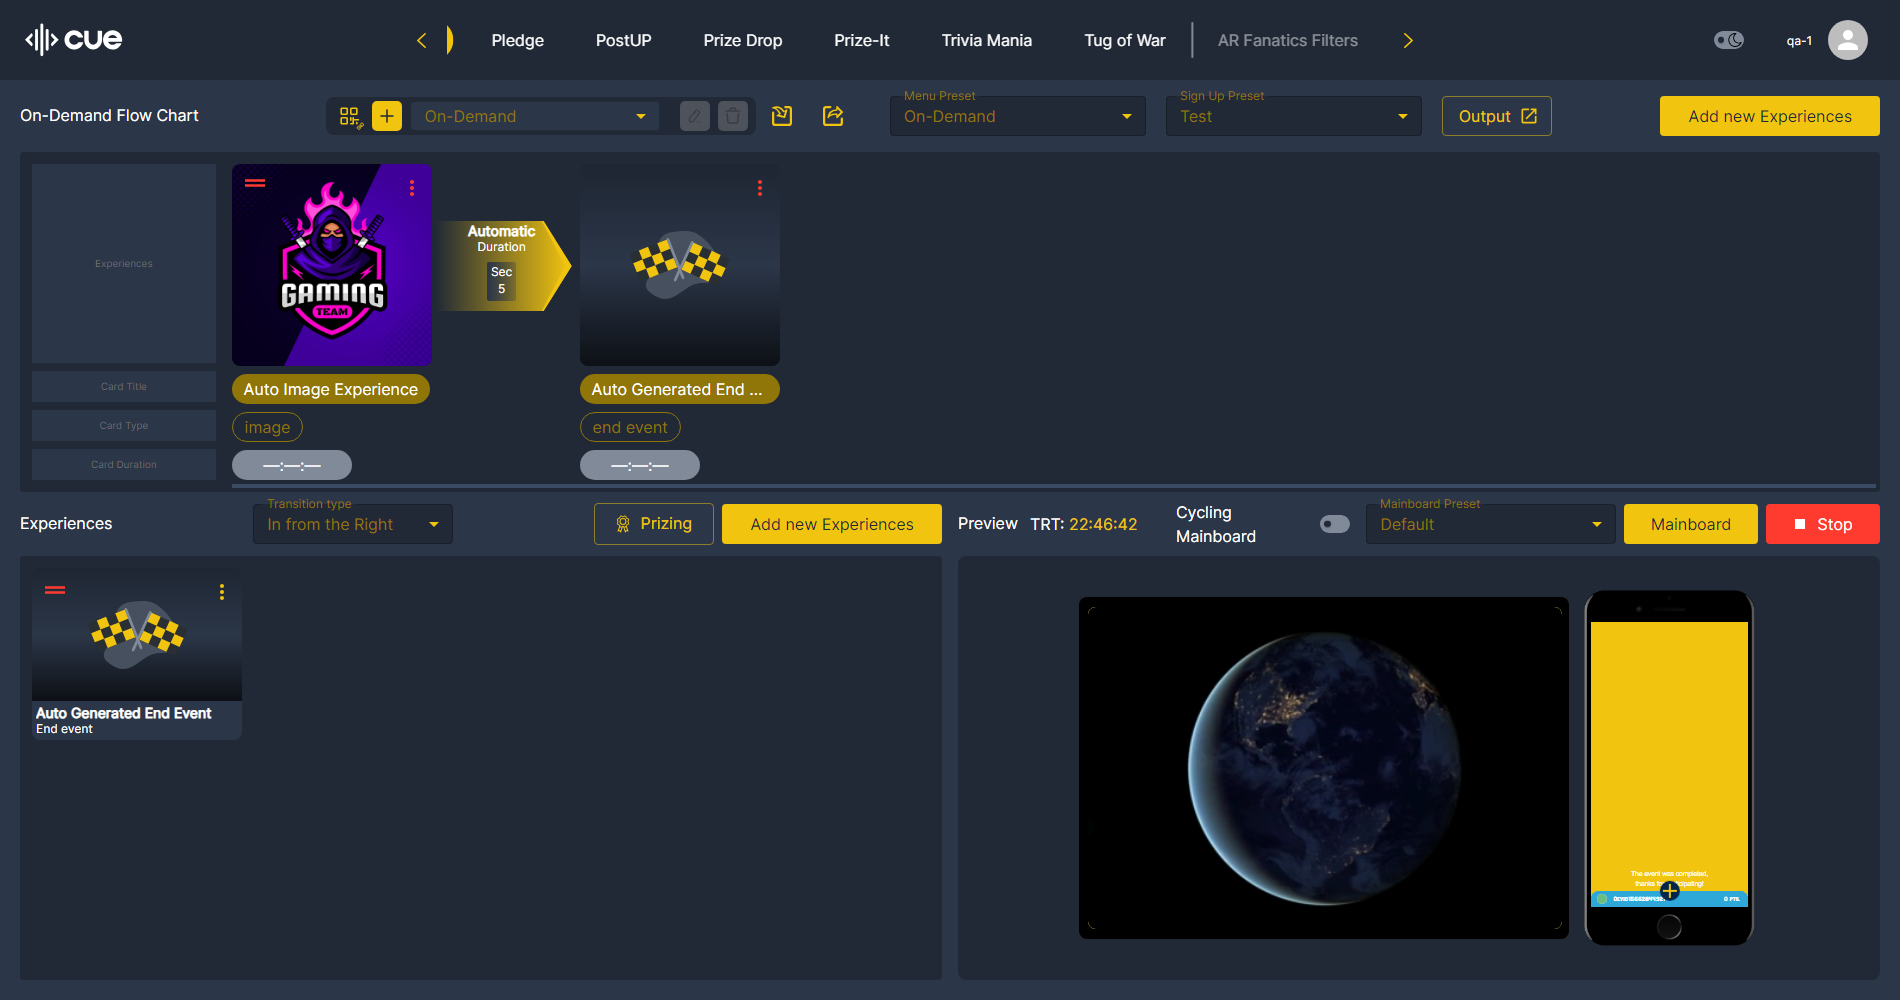 cue
Pledge
PostUP
Prize Drop
Prize-It
Trivia Mania
Tug of War
AR Fanatics Filters
qa-1
On-Demand Flow Chart
On-Demand
Menu Preset
On-Demand
Sign Up Preset
Test
Output
Add new Experiences
Experiences
GAMING
TEAM
Automatic
Duration
Sec
5
Card Title
Auto Image Experience
Auto Generated End ...
Card Type
image
end event
Card Duration
—:—:—
—:—:—
Experiences
Transition type
In from the Right
Prizing
Add new Experiences
Preview
TRT: 22:46:42
Cycling
Mainboard
Mainboard Preset
Default
Mainboard
Stop
Auto Generated End Event
End event
The event was completed,
thanks for participating!
0 PTS.